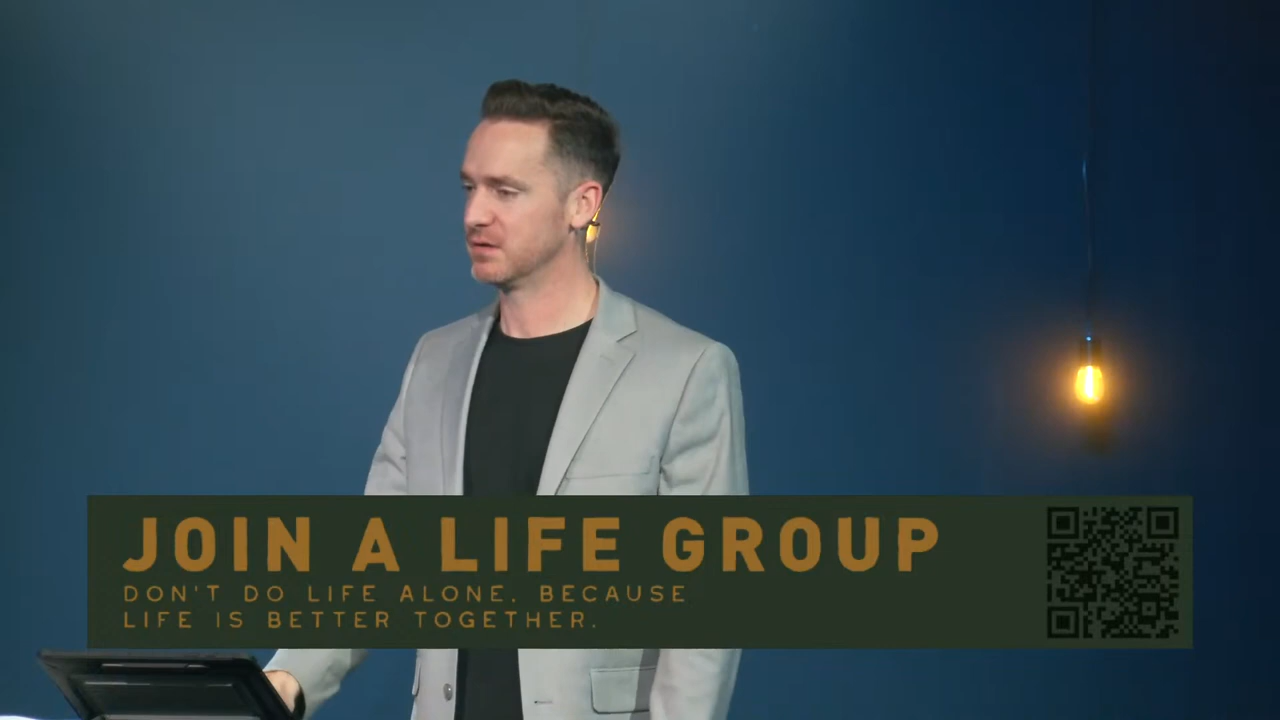 JOIN A LIFE GROUP
DON'T DO LIFE ALONE. BECAUSE
LIFE IS BETTER TOGETHER.